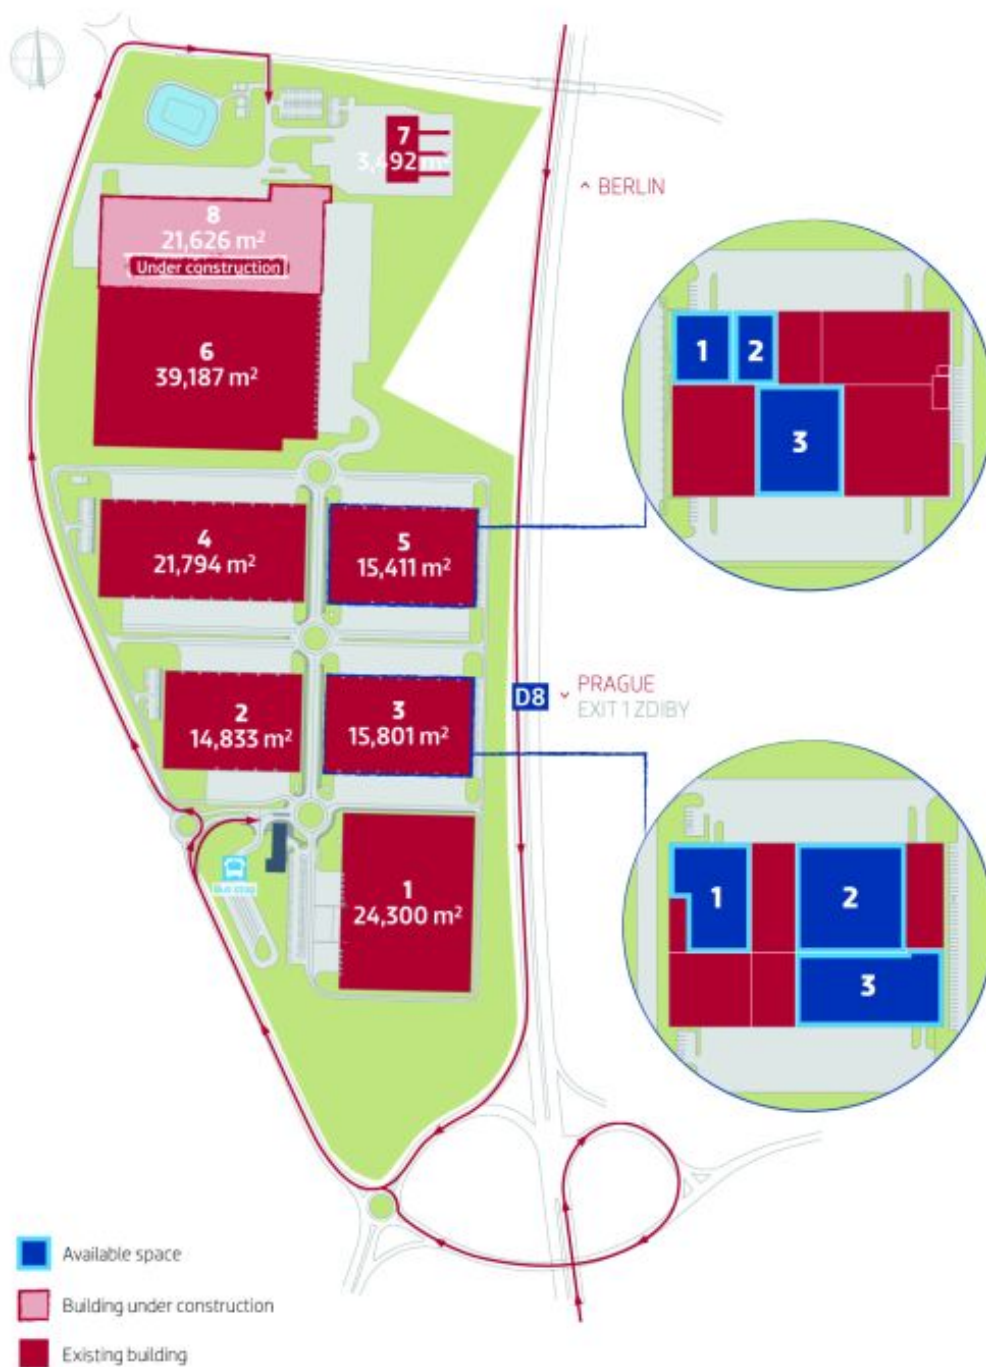 7
3,492 m²
^ BERLIN
8
21,626 m²
Under construction
6
39,187 m²
1
2
3
4
21,794 m²
5
15,411 m²
D8
PRAGUE
EXIT 1 ZDIBY
2
14,833 m²
3
15,801 m²
Bus stop
1
24,300 m²
1
2
3
Available space
Building under construction
Existing building